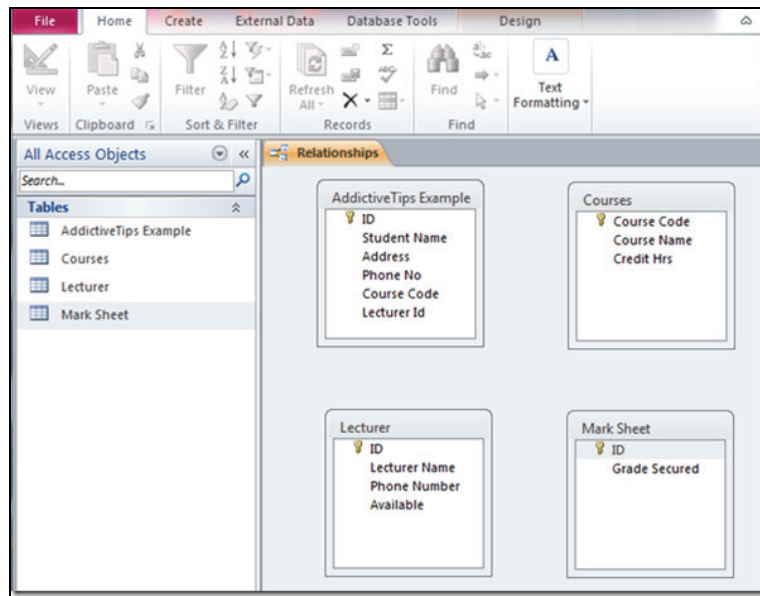 File Home Create External Data Database Tools Design
View
Paste
Filter
Refresh
All
Find
A
Text
Formatting
Views Clipboard Sort & Filter Records Find
All Access Objects
Search...
Tables
AddictiveTips Example
Courses
Lecturer
Mark Sheet
Relationships
AddictiveTips Example
ID
Student Name
Address
Phone No
Course Code
Lecturer Id
Courses
Course Code
Course Name
Credit Hrs
Lecturer
ID
Lecturer Name
Phone Number
Available
Mark Sheet
ID
Grade Secured